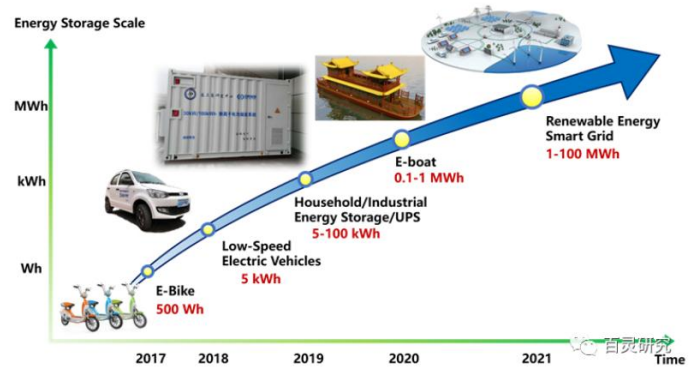 Energy Storage Scale
MWh
kWh
Wh
E-Bike
500 Wh
Low-Speed
Electric Vehicles
5 kWh
Household/Industrial
Energy Storage/UPS
5-100 kWh
E-boat
0.1-1 MWh
Renewable Energy
Smart Grid
1-100 MWh
2017
2018
2019
2020
2021
Time
百灵研究